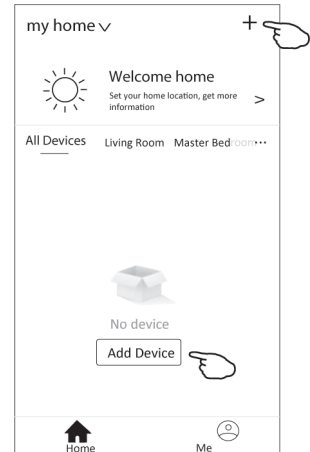 my home
Welcome home
Set your home location, get more
information
All Devices Living Room Master Bedroom...
No device
Add Device
Home Me